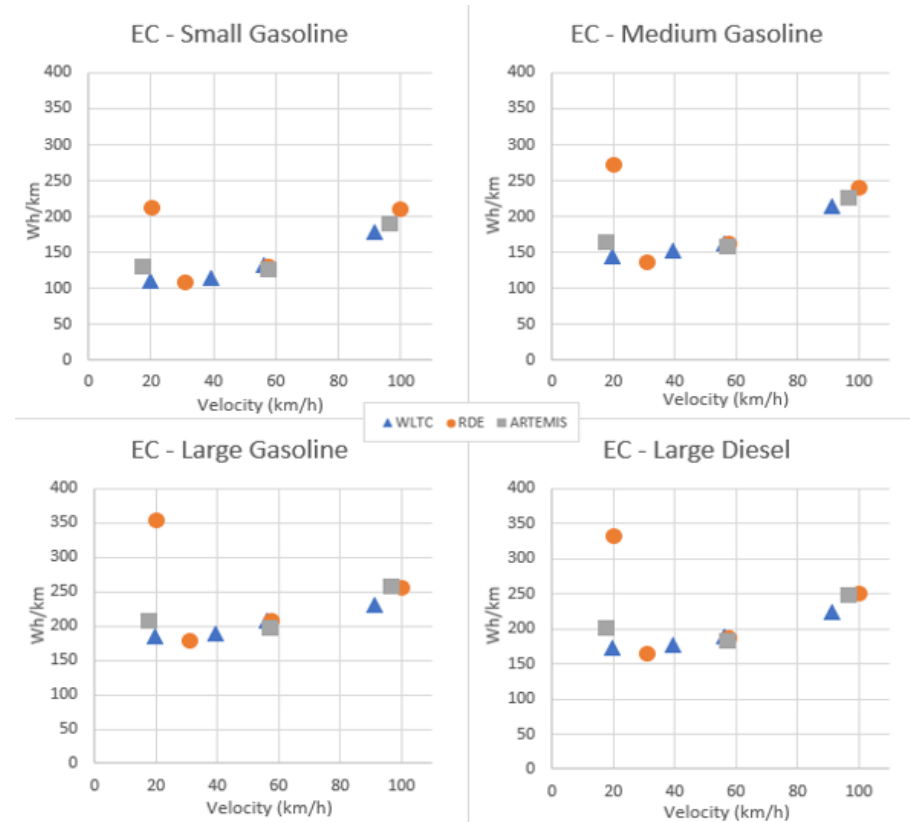 EC - Small Gasoline
400
350
300
250
200
150
100
50
0
Wh/km
0 20 40 60 80 100
Velocity (km/h)
EC - Medium Gasoline
400
350
300
250
200
150
100
50
0
Wh/km
0 20 40 60 80 100
Velocity (km/h)
WLTC RDE ARTEMIS
EC - Large Gasoline
400
350
300
250
200
150
100
50
0
Wh/km
0 20 40 60 80 100
Velocity (km/h)
EC - Large Diesel
400
350
300
250
200
150
100
50
0
Wh/km
0 20 40 60 80 100
Velocity (km/h)